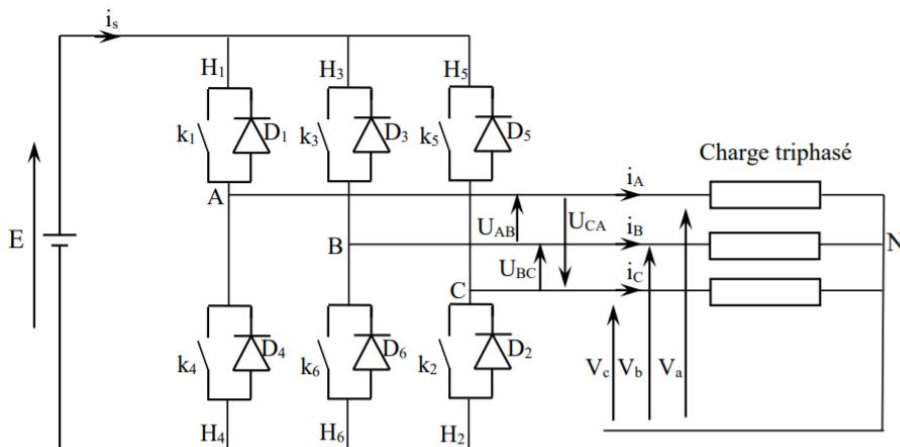 i_s
H₁ H₃ H₅
k₁ D₁ k₃ D₃ k₅ D₅
Charge triphasé
A i_A
E U_AB U_CA
B i_B N
U_BC
C i_C
k₄ D₄ k₆ D₆ k₂ D₂
V_c V_b V_a
H₄ H₆ H₂